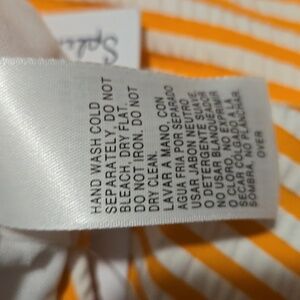 HAND WASH COLD
SEPARATELY, DO NOT
BLEACH. DRY FLAT.
DO NOT IRON. DO NOT
DRY CLEAN.
LAVAR A MANO, CON
AGUA FRIA POR SEPARADO
USAR JABON NEUTRO
O DETERGENTE SUAVE.
NO USAR BLANQUEADOR
O CLORO. NO EXPRIMIR
SECAR COLGADO A LA
SOMBRA. NO PLANCHAR
OVER